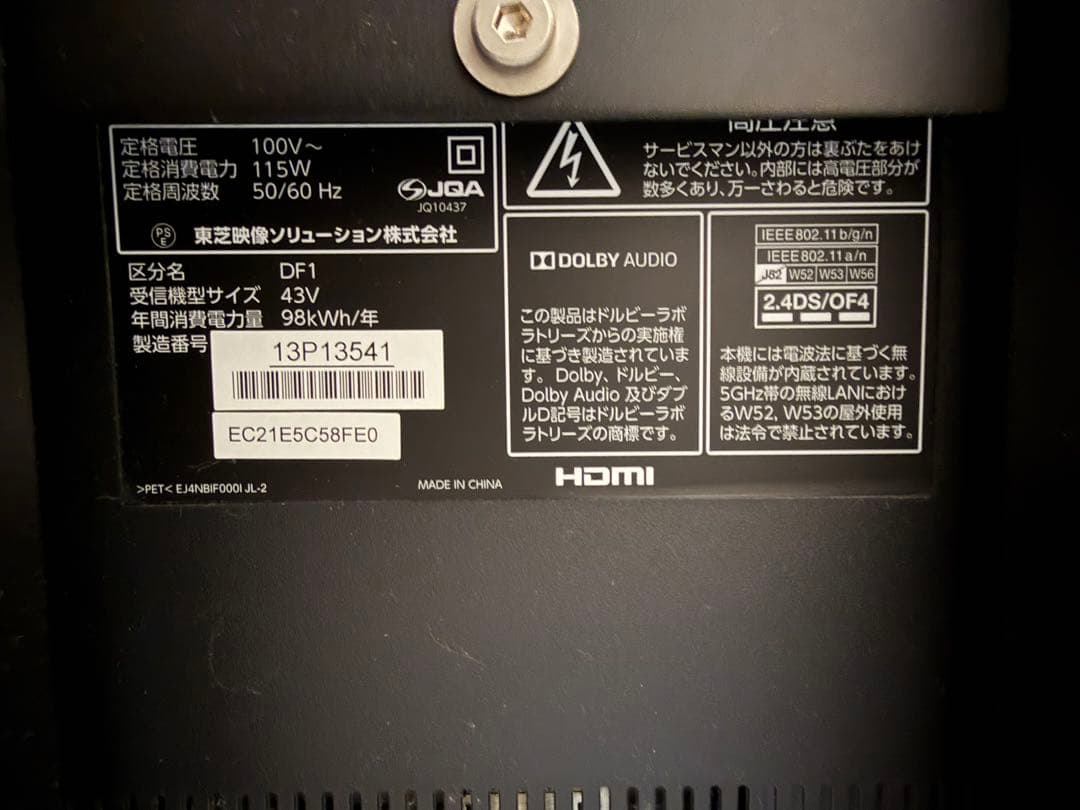 定格電圧 100V～
定格消費電力 115W
定格周波数 50/60 Hz
JQA
JQ10437
PS
E
東芝映像ソリューション株式会社
区分名 DF1
受信機型サイズ 43V
年間消費電力量 98kWh/年
製造番号
13P13541
EC21E5C58FE0
>PET< EJ4NBIF000I JL-2
MADE IN CHINA
高圧注意
サービスマン以外の方は裏ぶたをあけ
ないでください。内部には高電圧部分が
数多くあり、万一さわると危険です。
DOLBY AUDIO
この製品はドルビーラボ
ラトリーズからの実施権
に基づき製造されていま
す。Dolby、ドルビー、
Dolby Audio 及びダブ
ルD記号はドルビーラボ
ラトリーズの商標です。
HDMI
IEEE802.11b/g/n
IEEE802.11a/n
J52 W52 W53 W56
2.4DS/OF4
本機には電波法に基づく無
線設備が内蔵されています。
5GHz帯の無線LANにおけ
るW52, W53の屋外使用
は法令で禁止されています。